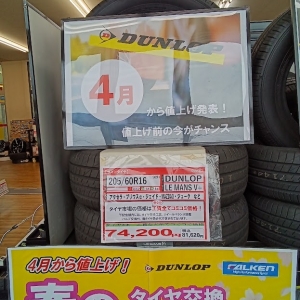 DUNLOP
4月
から値上げ発表！
値上げ前の今がチャンス
205/60R16
DUNLOP
LE MANS V
74,200
81,620
4月から値上げ！
DUNLOP
FALKEN
春の
タイヤ交換